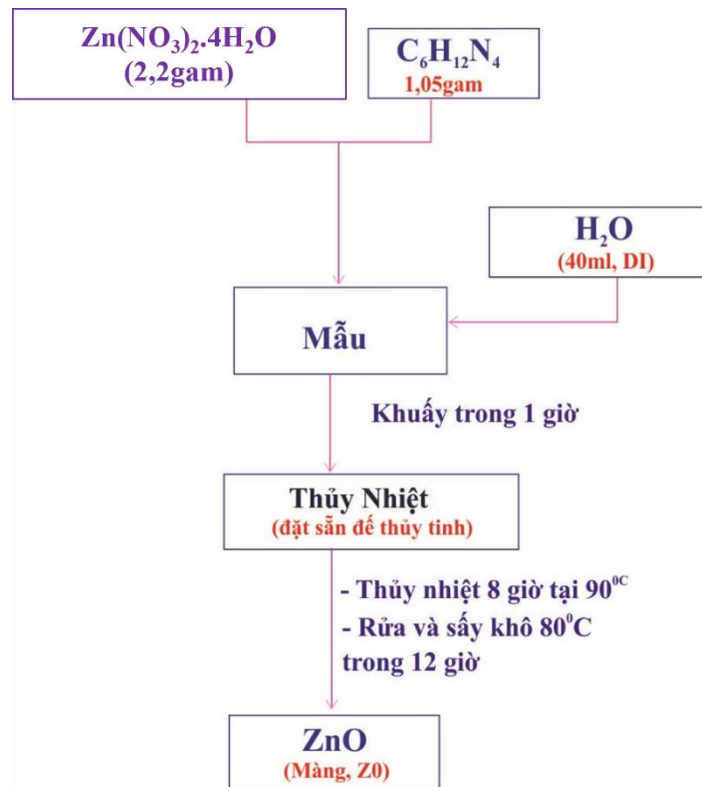 Zn(NO₃)₂.4H₂O
(2,2gam)
C₆H₁₂N₄
1,05gam
H₂O
(40ml, DI)
Mẫu
Khuấy trong 1 giờ
Thủy Nhiệt
(đặt sẵn đế thủy tinh)
- Thủy nhiệt 8 giờ tại 90⁰ᶜ
- Rửa và sấy khô 80⁰C
trong 12 giờ
ZnO
(Màng, Z0)